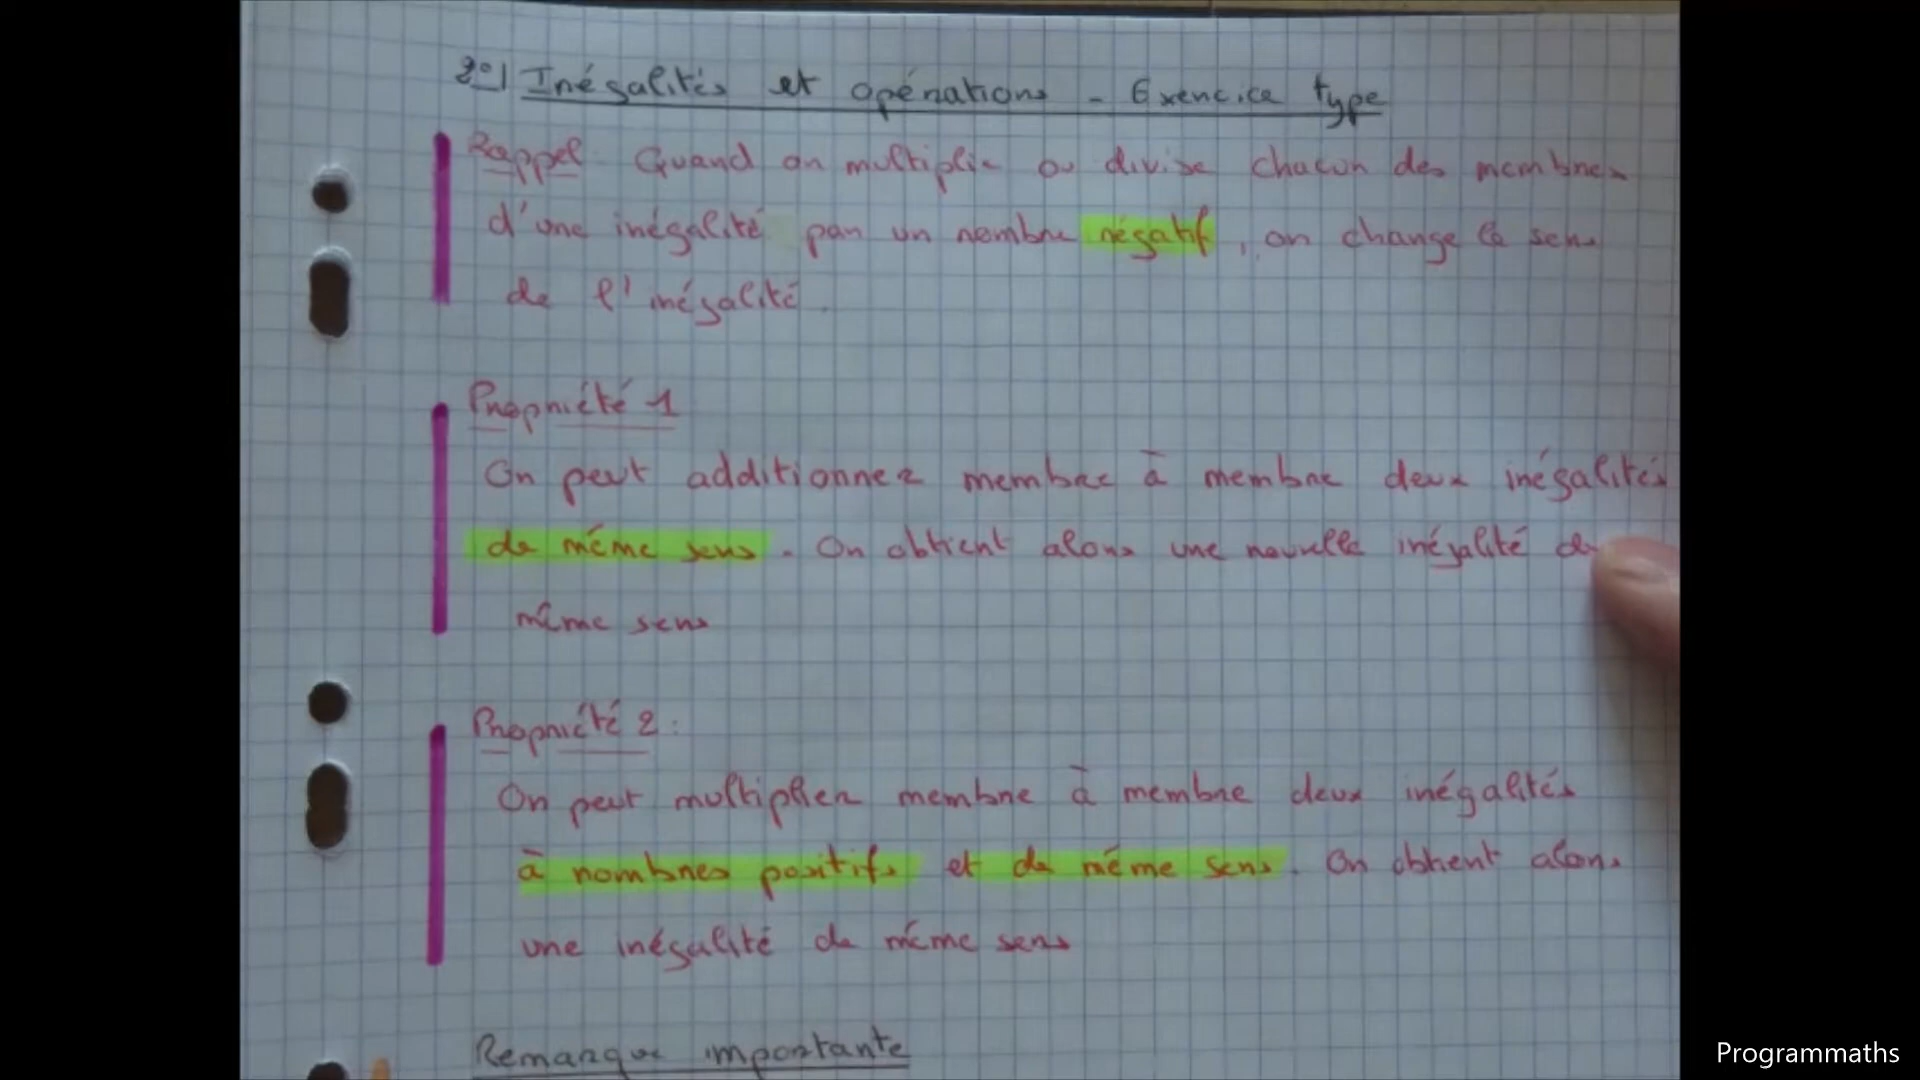 2°/ Inégalités et opérations - Exercice type
Rappel Quand on multiplie ou divise chacun des membres
d'une inégalité par un nombre négatif, on change le sens
de l'inégalité.
Propriété 1
On peut additionner membre à membre deux inégalités
de même sens. On obtient alors une nouvelle inégalité de
même sens
Propriété 2 :
On peut multiplier membre à membre deux inégalités
à nombres positifs et de même sens. On obtient alors
une inégalité de même sens
Remarque importante
Programmaths